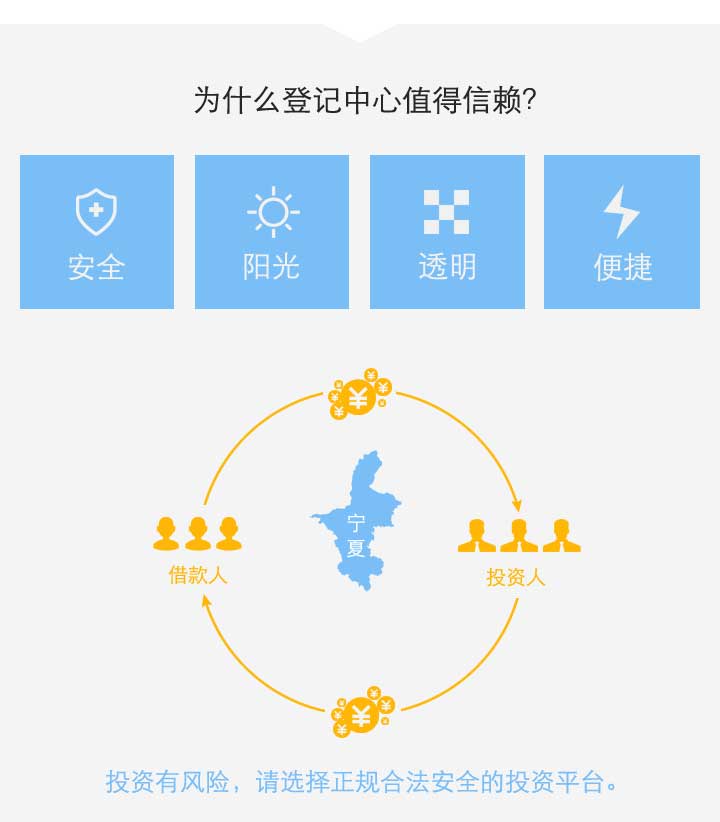 为什么登记中心值得信赖?
安全
阳光
透明
便捷
宁
夏
借款人
投资人
投资有风险，请选择正规合法安全的投资平台。